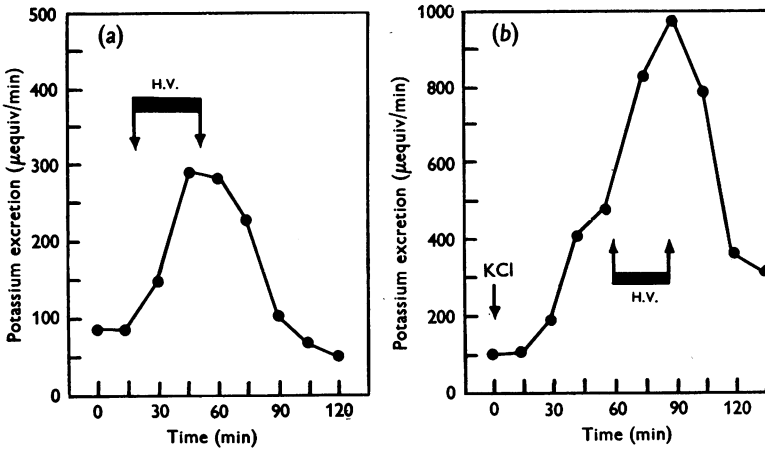 (a)
Potassium excretion (μequiv/min)
500
400
300
200
100
0
H.V.
0 30 60 90 120
Time (min)
(b)
Potassium excretion (μequiv/min)
1000
800
600
400
200
0
KCl
H.V.
0 30 60 90 120
Time (min)